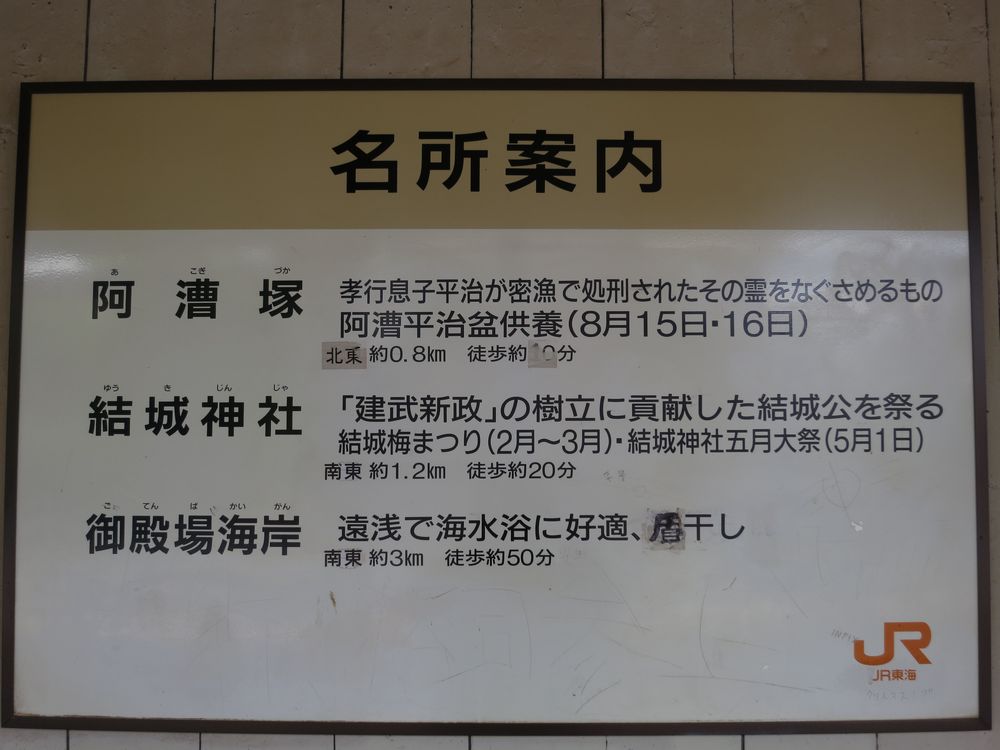 名所案内
あ こぎ づか
阿漕塚 孝行息子平治が密漁で処刑されたその霊をなぐさめるもの
阿漕平治盆供養(8月15日・16日)
北東 約0.8km 徒歩約10分
ゆう き じん じゃ
結城神社 「建武新政」の樹立に貢献した結城公を祭る
結城梅まつり(2月〜3月)・結城神社五月大祭(5月1日)
南東 約1.2km 徒歩約20分
ご てん ば かい がん
御殿場海岸 遠浅で海水浴に好適、干し
南東 約3km 徒歩約50分
JR
JR東海